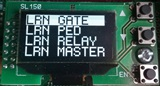 SL150
LRN GATE
LRN PED
LRN RELAY
LRN MASTER